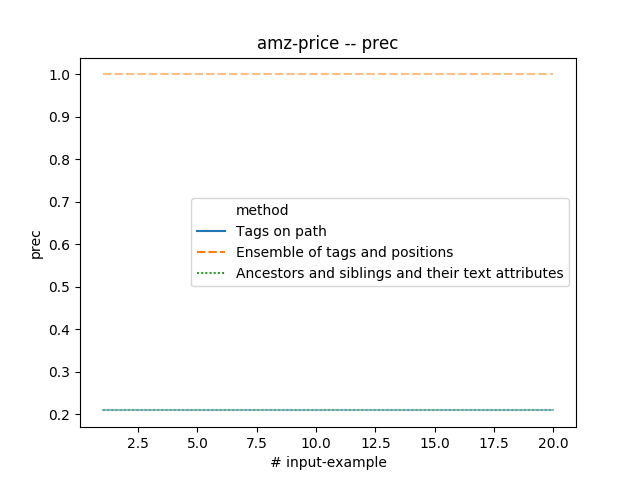 amz-price -- prec
1.0
0.9
0.8
0.7
0.6
0.5
0.4
0.3
0.2
prec
method
Tags on path
Ensemble of tags and positions
Ancestors and siblings and their text attributes
2.5 5.0 7.5 10.0 12.5 15.0 17.5 20.0
# input-example